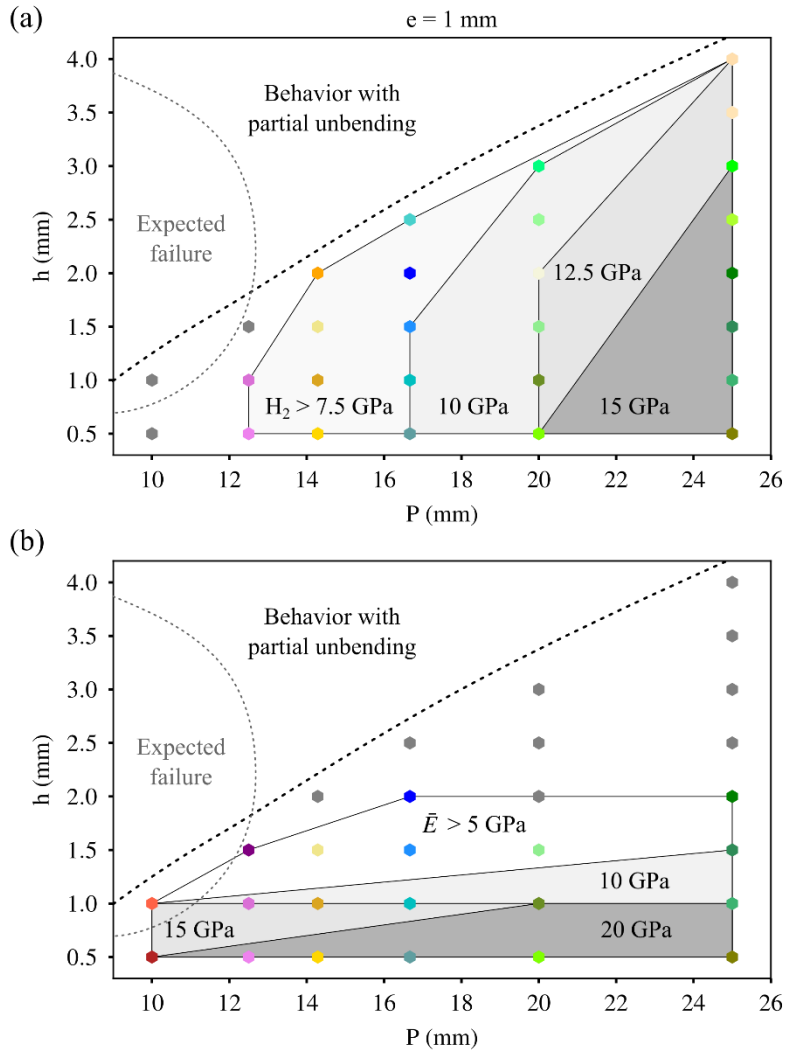 (a)
e = 1 mm
4.0
3.5
3.0
2.5
2.0
1.5
1.0
0.5
h (mm)
Behavior with
partial unbending
Expected
failure
12.5 GPa
H₂ > 7.5 GPa
10 GPa
15 GPa
10
12
14
16
18
20
22
24
26
P (mm)
(b)
4.0
3.5
3.0
2.5
2.0
1.5
1.0
0.5
h (mm)
Behavior with
partial unbending
Expected
failure
Ē > 5 GPa
10 GPa
15 GPa
20 GPa
10
12
14
16
18
20
22
24
26
P (mm)